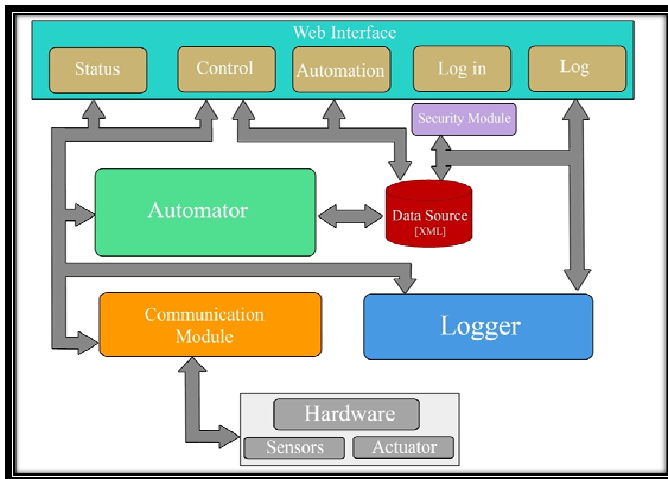 Web Interface
Status
Control
Automation
Log in
Log
Security Module
Automator
Data Source
[XML]
Communication
Module
Logger
Hardware
Sensors
Actuator